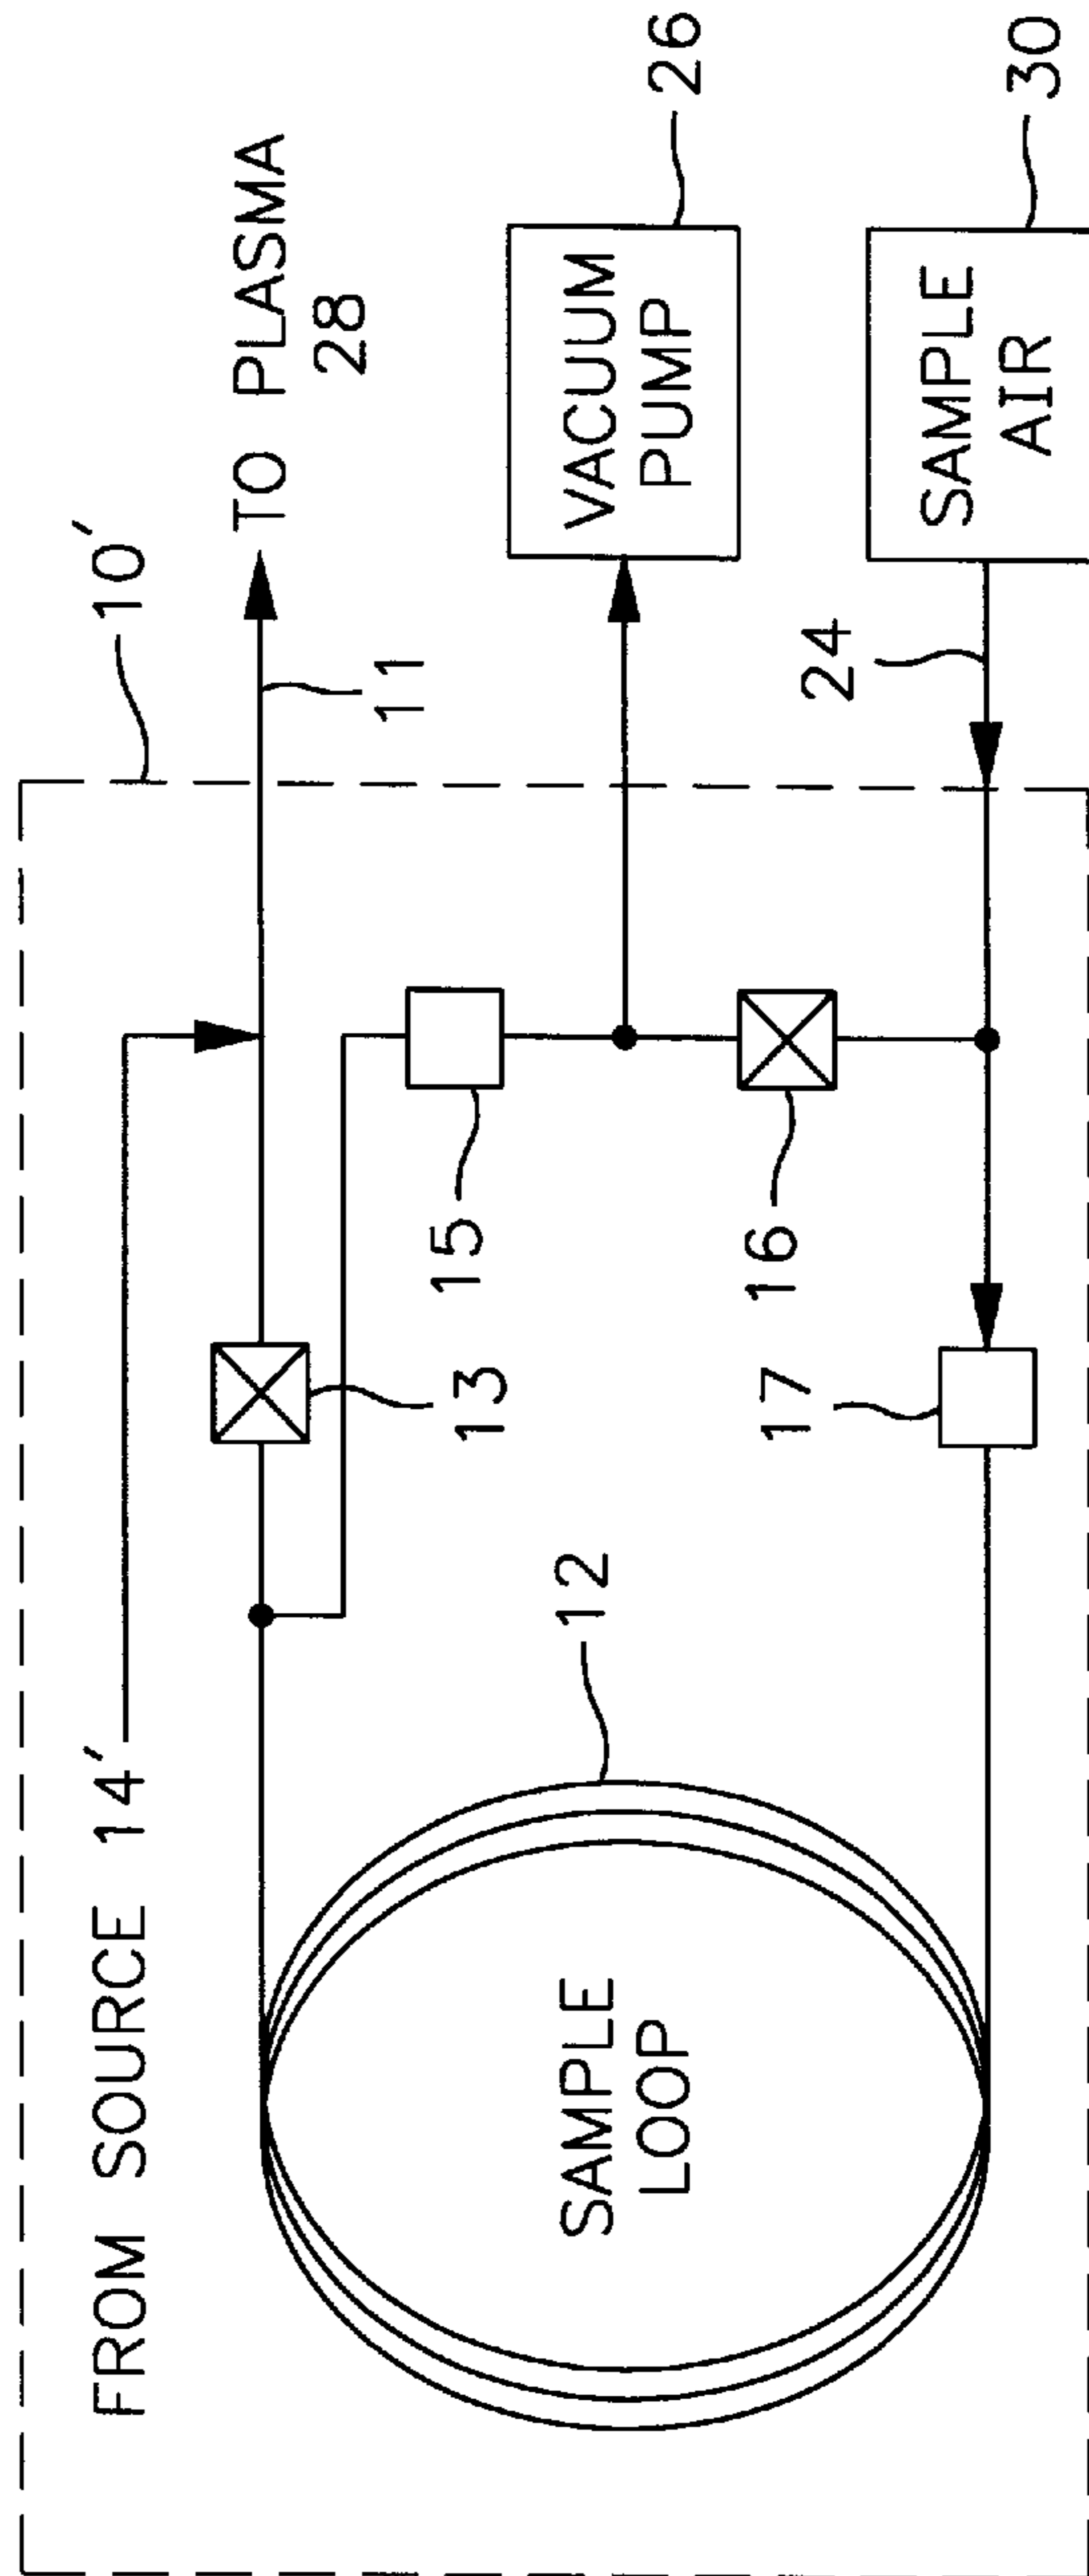 FROM SOURCE 14'
10'
TO PLASMA
28
11
13
15
VACUUM
PUMP
26
12
SAMPLE
LOOP
16
24
17
SAMPLE
AIR
30